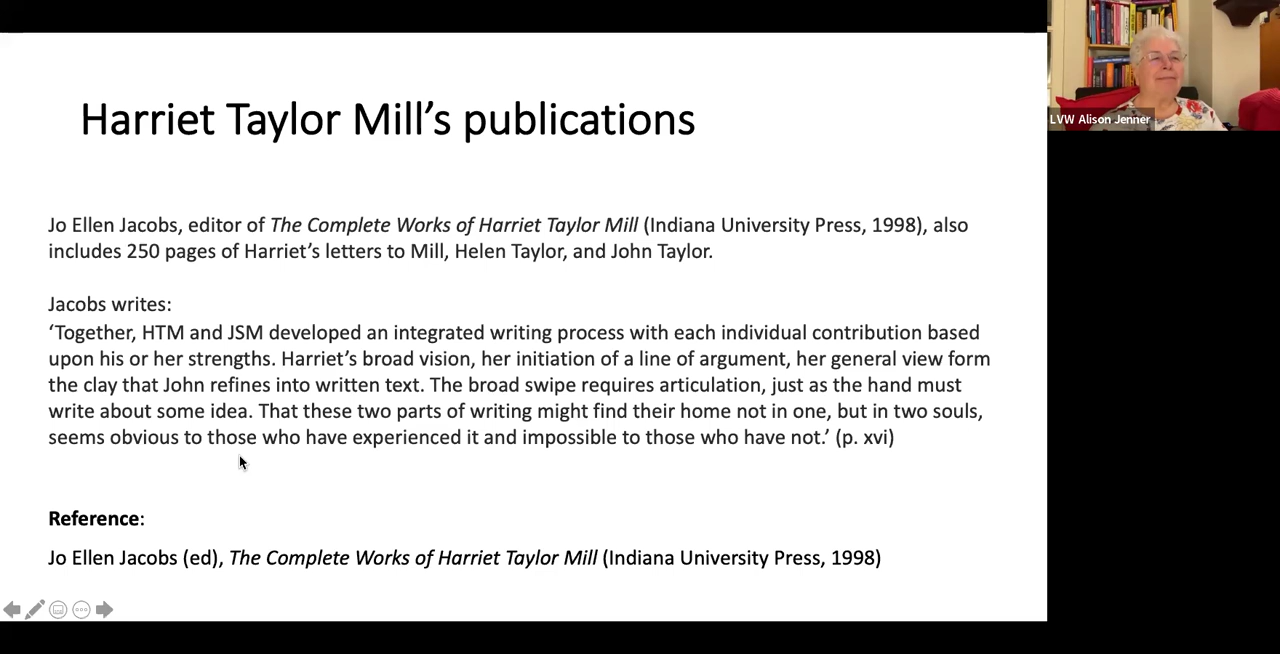 Harriet Taylor Mill’s publications
Jo Ellen Jacobs, editor of The Complete Works of Harriet Taylor Mill (Indiana University Press, 1998), also
includes 250 pages of Harriet’s letters to Mill, Helen Taylor, and John Taylor.
Jacobs writes:
‘Together, HTM and JSM developed an integrated writing process with each individual contribution based
upon his or her strengths. Harriet’s broad vision, her initiation of a line of argument, her general view form
the clay that John refines into written text. The broad swipe requires articulation, just as the hand must
write about some idea. That these two parts of writing might find their home not in one, but in two souls,
seems obvious to those who have experienced it and impossible to those who have not.’ (p. xvi)
Reference:
Jo Ellen Jacobs (ed), The Complete Works of Harriet Taylor Mill (Indiana University Press, 1998)
LVW Alison Jenner